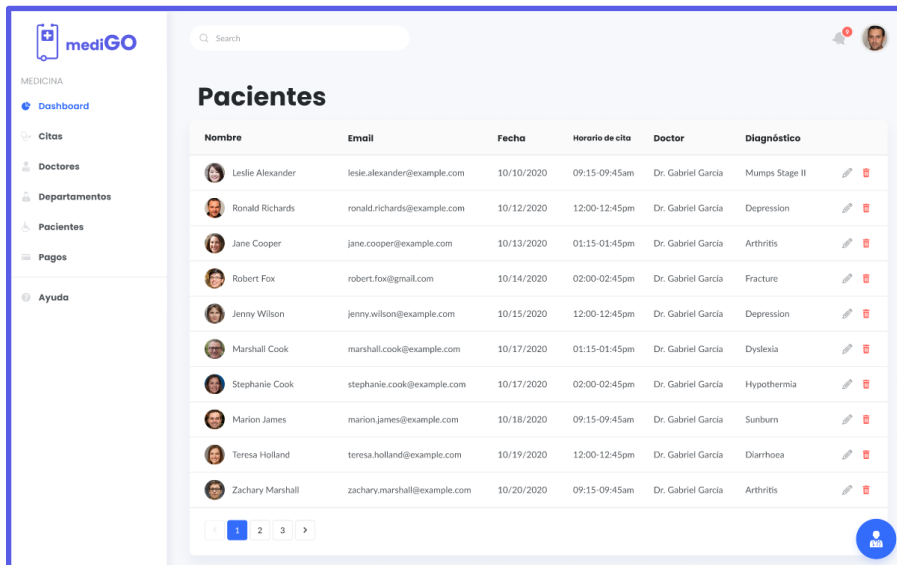 mediGO
Search
9
MEDICINA
Dashboard
Citas
Doctores
Departamentos
Pacientes
Pagos
Ayuda
Pacientes
Nombre Email Fecha Horario de cita Doctor Diagnóstico
Leslie Alexander lesie.alexander@example.com 10/10/2020 09:15-09:45am Dr. Gabriel García Mumps Stage II
Ronald Richards ronald.richards@example.com 10/12/2020 12:00-12:45pm Dr. Gabriel García Depression
Jane Cooper jane.cooper@example.com 10/13/2020 01:15-01:45pm Dr. Gabriel García Arthritis
Robert Fox robert.fox@gmail.com 10/14/2020 02:00-02:45pm Dr. Gabriel García Fracture
Jenny Wilson jenny.wilson@example.com 10/15/2020 12:00-12:45pm Dr. Gabriel García Depression
Marshall Cook marshall.cook@example.com 10/17/2020 01:15-01:45pm Dr. Gabriel García Dyslexia
Stephanie Cook stephanie.cook@example.com 10/17/2020 02:00-02:45pm Dr. Gabriel García Hypothermia
Marion James marion.james@example.com 10/18/2020 09:15-09:45am Dr. Gabriel García Sunburn
Teresa Holland teresa.holland@example.com 10/19/2020 12:00-12:45pm Dr. Gabriel García Diarrhoea
Zachary Marshall zachary.marshall@example.com 10/20/2020 09:15-09:45am Dr. Gabriel García Arthritis
1 2 3